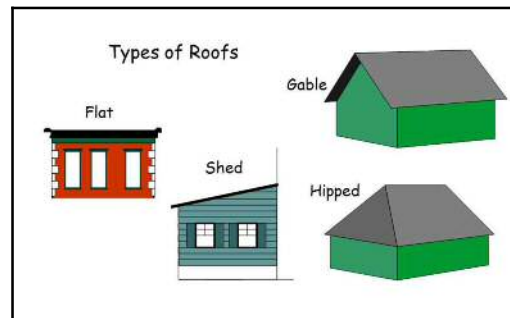 Types of Roofs
Gable
Flat
Shed
Hipped